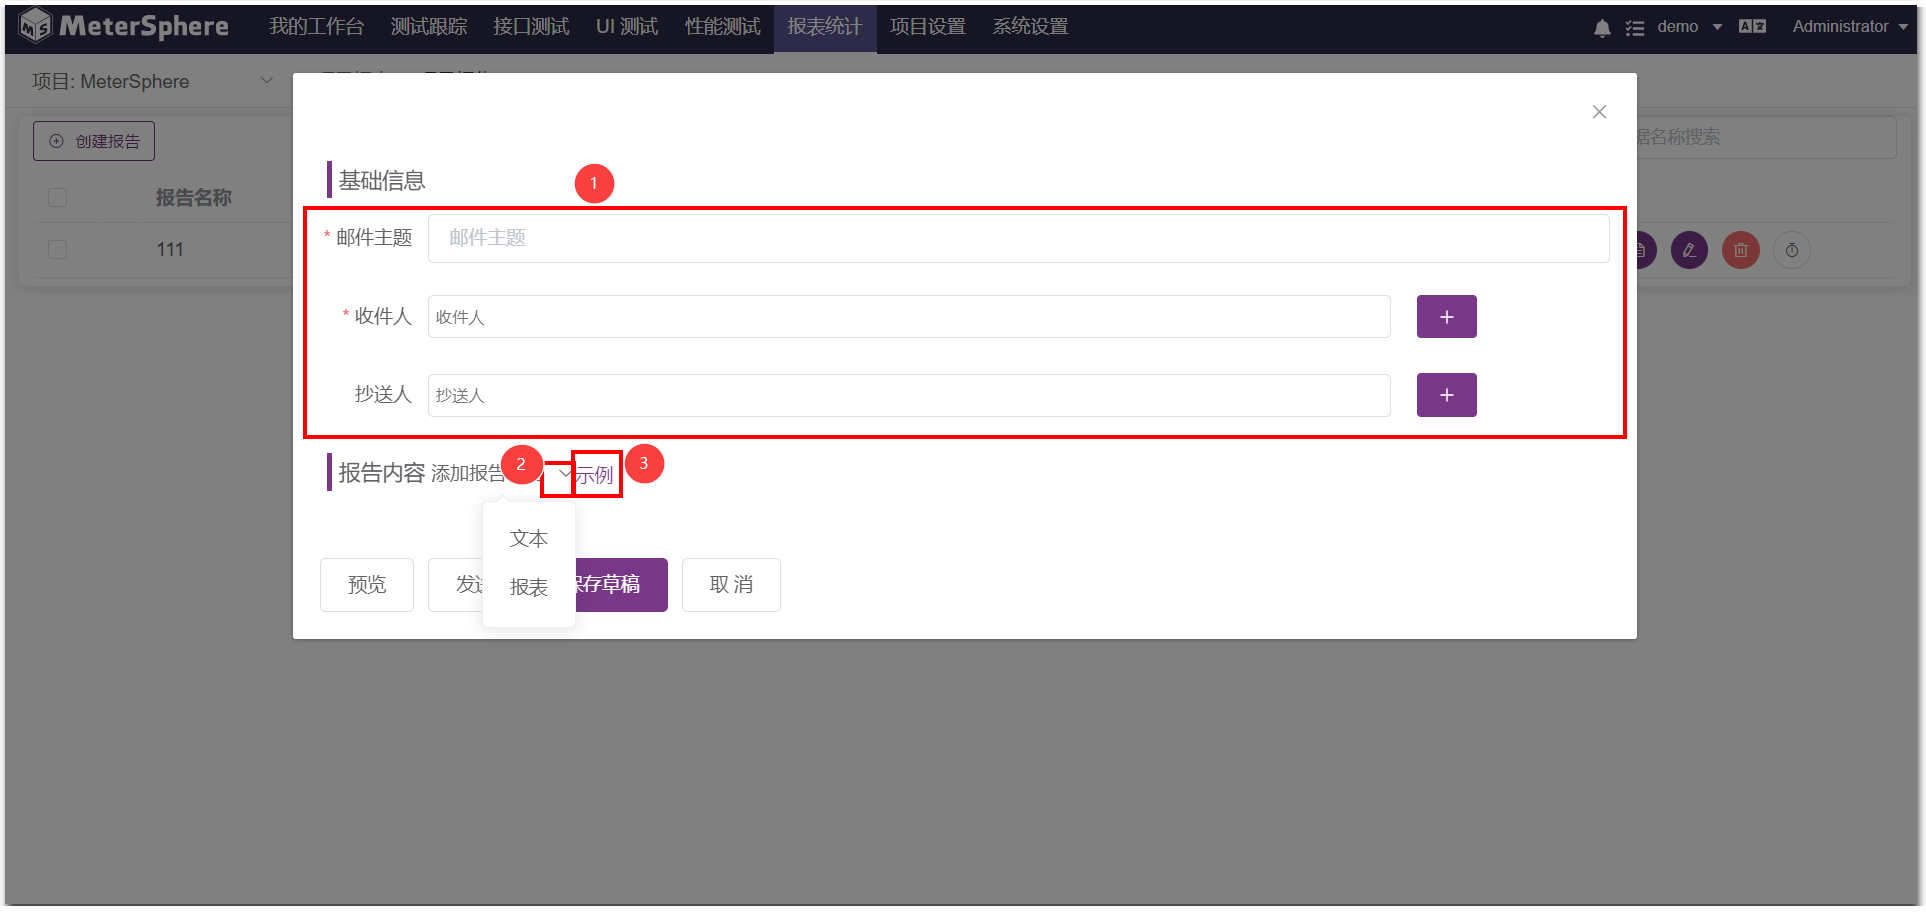 MeterSphere 我的工作台 测试跟踪 接口测试 UI 测试 性能测试 报表统计 项目设置 系统设置 demo Administrator
项目: MeterSphere
创建报告
据名称搜索
报告名称
111
基础信息
1
* 邮件主题 邮件主题
* 收件人 收件人
抄送人 抄送人
报告内容 添加报告 2 示例 3
文本
报表
预览 发送 保存草稿 取消